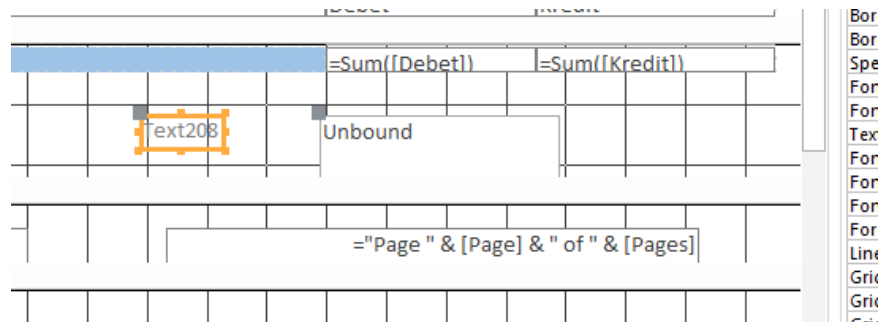 Debet Kredit
=Sum([Debet]) =Sum([Kredit])
Text208 Unbound
="Page " & [Page] & " of " & [Pages]
Bor
Bor
Spe
For
For
Tex
For
For
For
For
Line
Grid
Grid